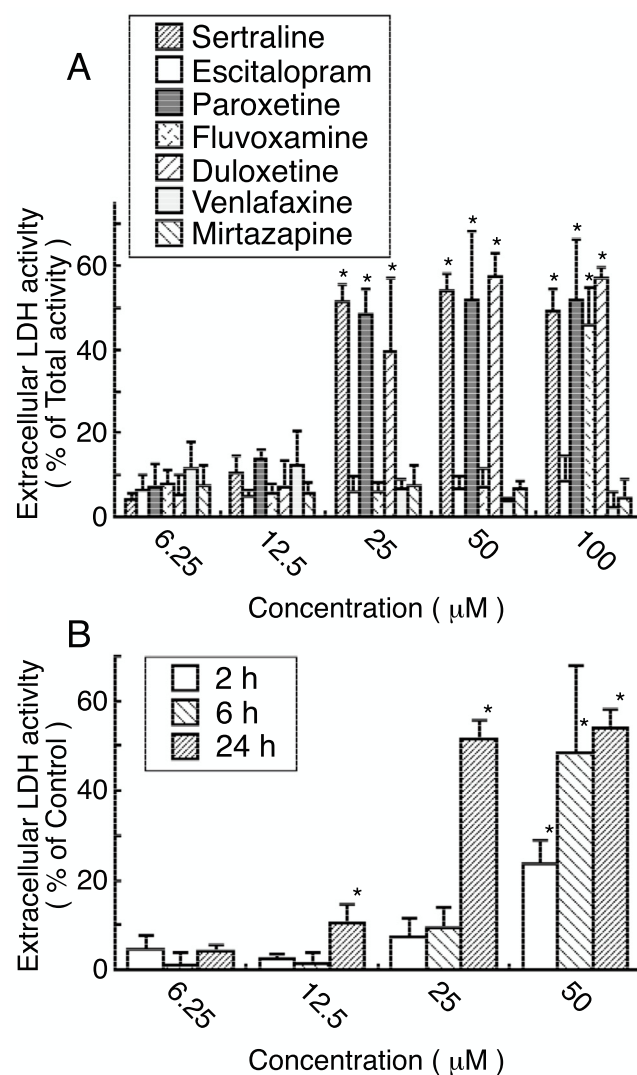 A
Sertraline
Escitalopram
Paroxetine
Fluvoxamine
Duloxetine
Venlafaxine
Mirtazapine
Extracellular LDH activity
( % of Total activity )
60
40
20
0
* * *
* * *
* * * *
6.25 12.5 25 50 100
Concentration ( μM )
B
2 h
6 h
24 h
Extracellular LDH activity
( % of Control )
60
40
20
0
*
*
* * *
6.25 12.5 25 50
Concentration ( μM )